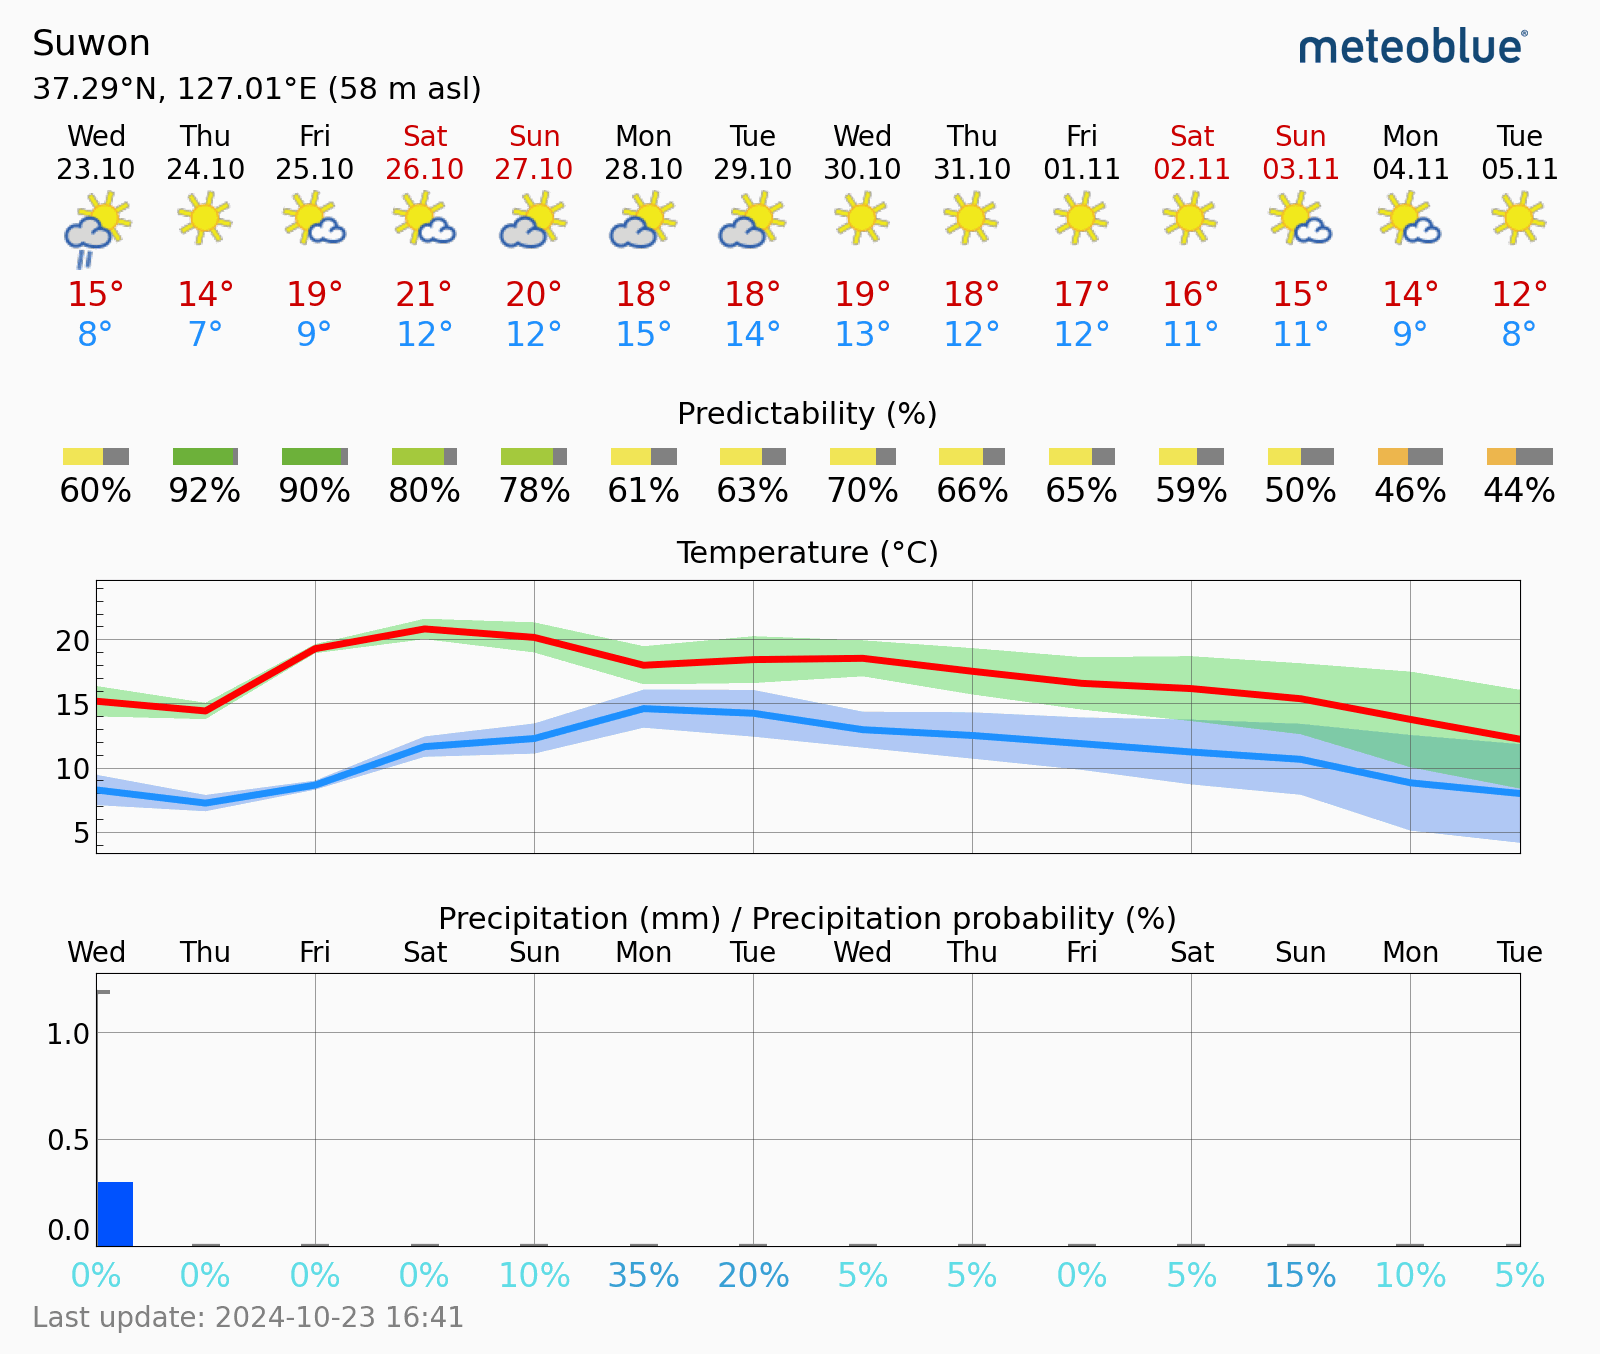 Suwon
meteoblue®
37.29°N, 127.01°E (58 m asl)
Wed Thu Fri Sat Sun Mon Tue Wed Thu Fri Sat Sun Mon Tue
23.10 24.10 25.10 26.10 27.10 28.10 29.10 30.10 31.10 01.11 02.11 03.11 04.11 05.11
15° 14° 19° 21° 20° 18° 18° 19° 18° 17° 16° 15° 14° 12°
8° 7° 9° 12° 12° 15° 14° 13° 12° 12° 11° 11° 9° 8°
Predictability (%)
60% 92% 90% 80% 78% 61% 63% 70% 66% 65% 59% 50% 46% 44%
Temperature (°C)
20
15
10
5
Precipitation (mm) / Precipitation probability (%)
Wed Thu Fri Sat Sun Mon Tue Wed Thu Fri Sat Sun Mon Tue
1.0
0.5
0.0
0% 0% 0% 0% 10% 35% 20% 5% 5% 0% 5% 15% 10% 5%
Last update: 2024-10-23 16:41